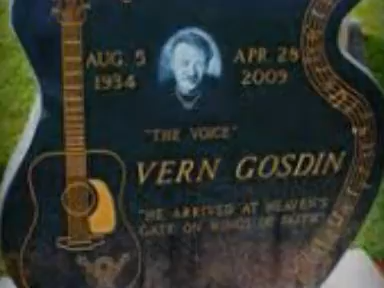 AUG. 5 APR. 28
1934 2009
"THE VOICE"
VERN GOSDIN
"HE ARRIVED AT HEAVEN'S
GATE ON WINGS OF FAITH"